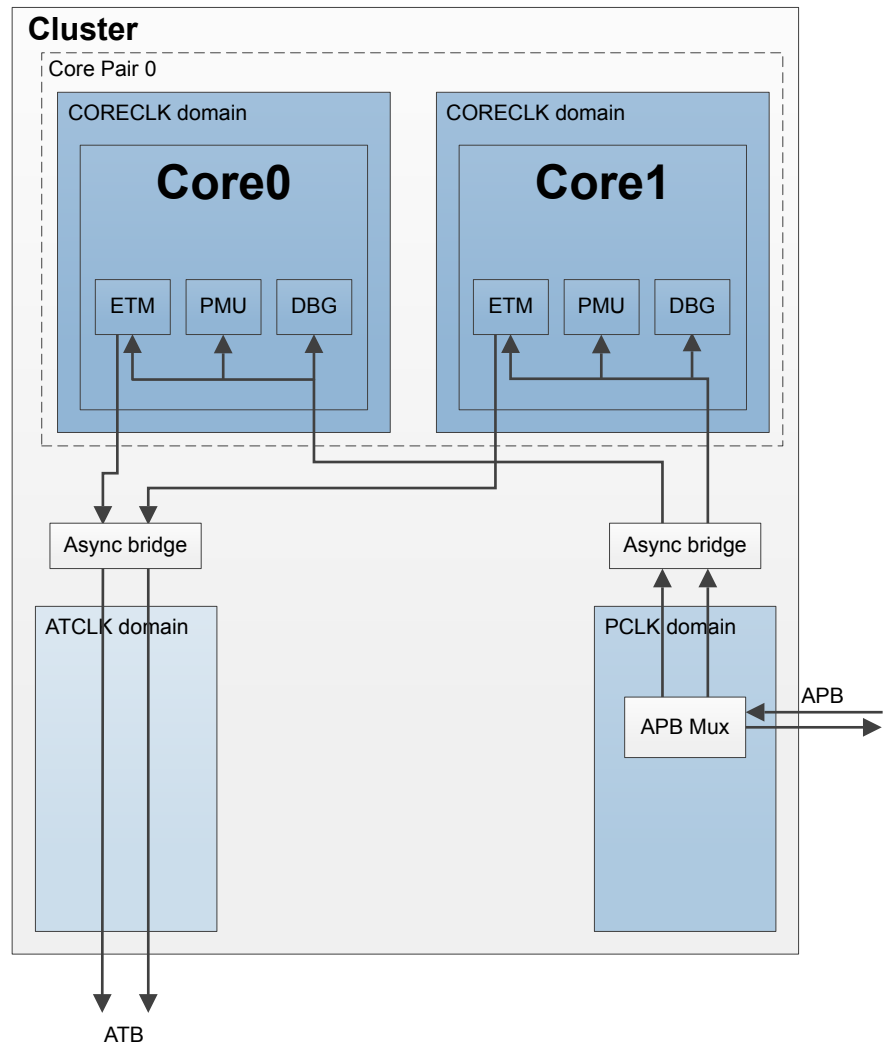 Cluster
Core Pair 0
CORECLK domain
CORECLK domain
Core0
Core1
ETM
PMU
DBG
ETM
PMU
DBG
Async bridge
Async bridge
ATCLK domain
PCLK domain
APB
APB Mux
ATB